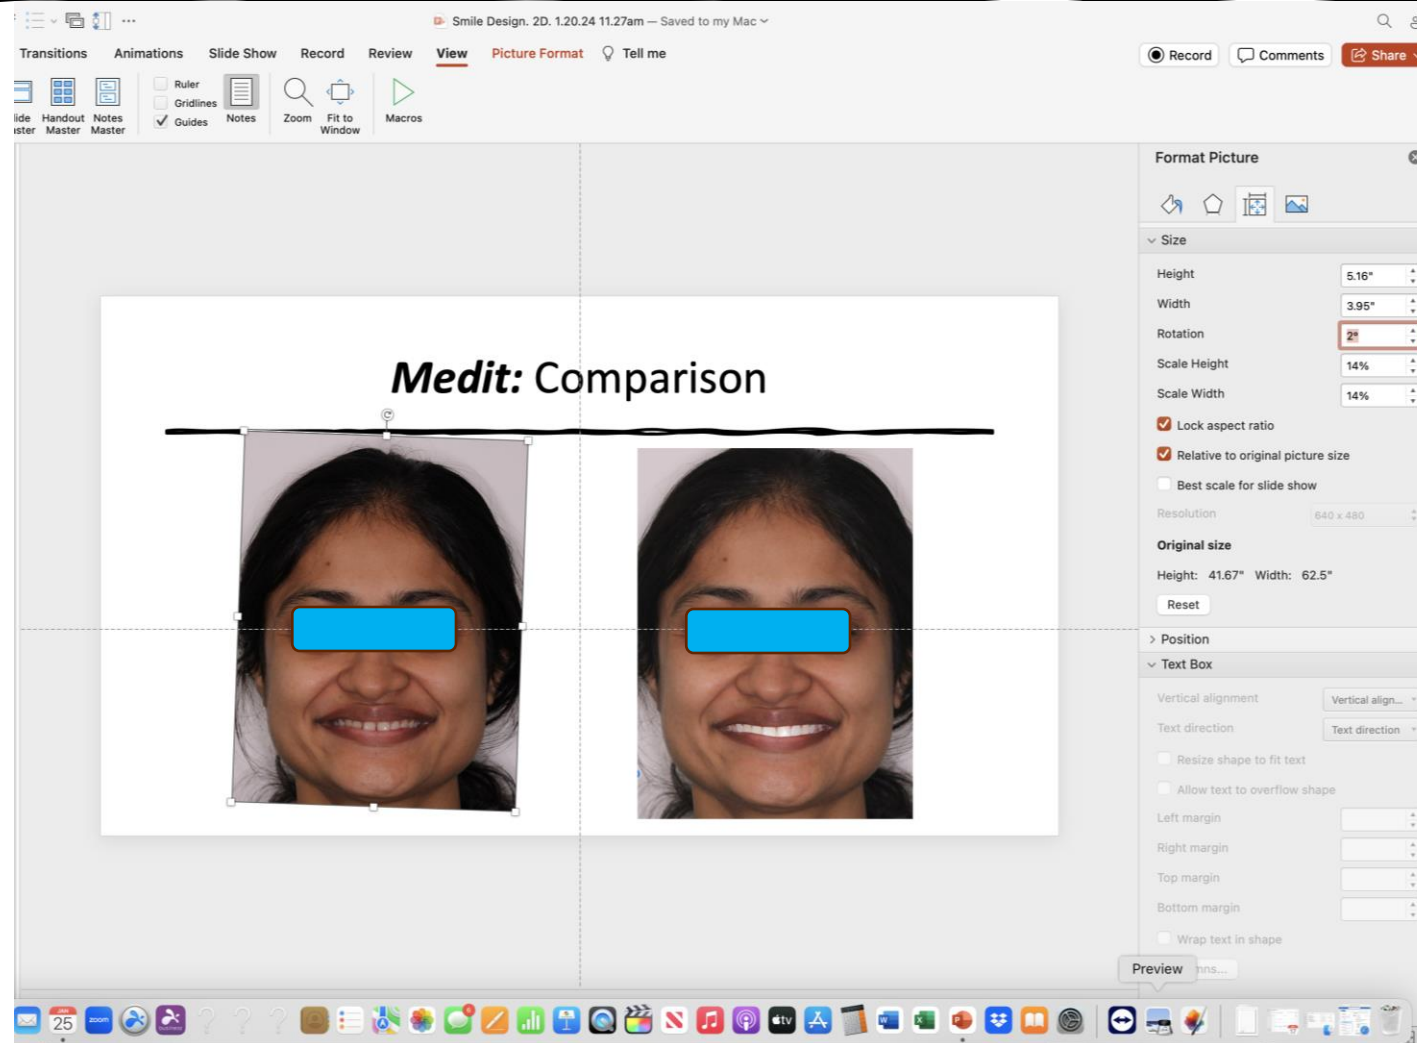 Smile Design. 2D. 1.20.24 11.27am — Saved to my Mac
Transitions Animations Slide Show Record Review View Picture Format Tell me
Record Comments Share
Handout Master
Notes Master
Ruler
Gridlines
Guides
Notes
Zoom
Fit to Window
Macros
Medit: Comparison
Format Picture
Size
Height 5.16"
Width 3.95"
Rotation 2°
Scale Height 14%
Scale Width 14%
Lock aspect ratio
Relative to original picture size
Best scale for slide show
Resolution 640 x 480
Original size
Height: 41.67" Width: 62.5"
Reset
Position
Text Box
Vertical alignment Vertical align...
Text direction Text direction
Resize shape to fit text
Allow text to overflow shape
Left margin
Right margin
Top margin
Bottom margin
Wrap text in shape
Preview
JAN
25
zoom
tv